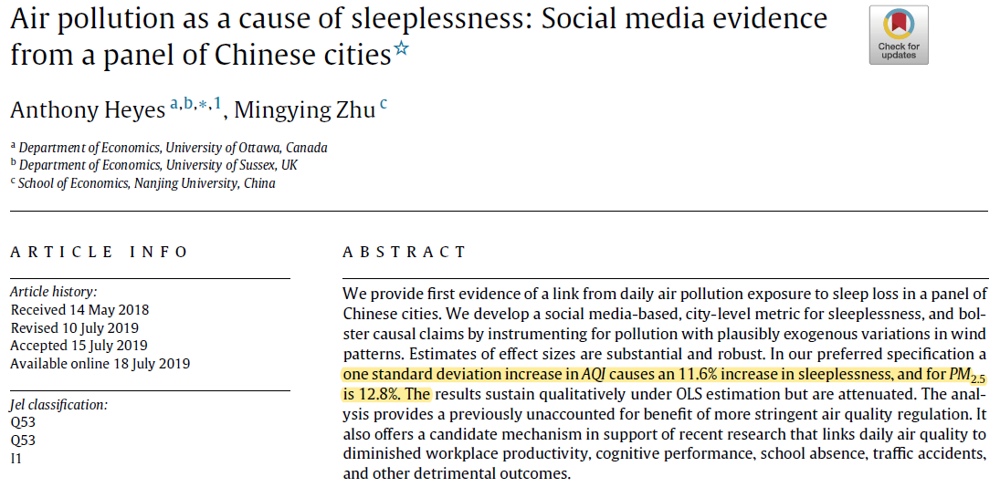 Air pollution as a cause of sleeplessness: Social media evidence
from a panel of Chinese cities☆
Check for
updates
Anthony Heyes a,b,*,1, Mingying Zhu c
a Department of Economics, University of Ottawa, Canada
b Department of Economics, University of Sussex, UK
c School of Economics, Nanjing University, China
ARTICLE INFO
Article history:
Received 14 May 2018
Revised 10 July 2019
Accepted 15 July 2019
Available online 18 July 2019
Jel classification:
Q53
Q53
I1
ABSTRACT
We provide first evidence of a link from daily air pollution exposure to sleep loss in a panel of
Chinese cities. We develop a social media-based, city-level metric for sleeplessness, and bol-
ster causal claims by instrumenting for pollution with plausibly exogenous variations in wind
patterns. Estimates of effect sizes are substantial and robust. In our preferred specification a
one standard deviation increase in AQI causes an 11.6% increase in sleeplessness, and for PM2.5
is 12.8%. The results sustain qualitatively under OLS estimation but are attenuated. The anal-
ysis provides a previously unaccounted for benefit of more stringent air quality regulation. It
also offers a candidate mechanism in support of recent research that links daily air quality to
diminished workplace productivity, cognitive performance, school absence, traffic accidents,
and other detrimental outcomes.